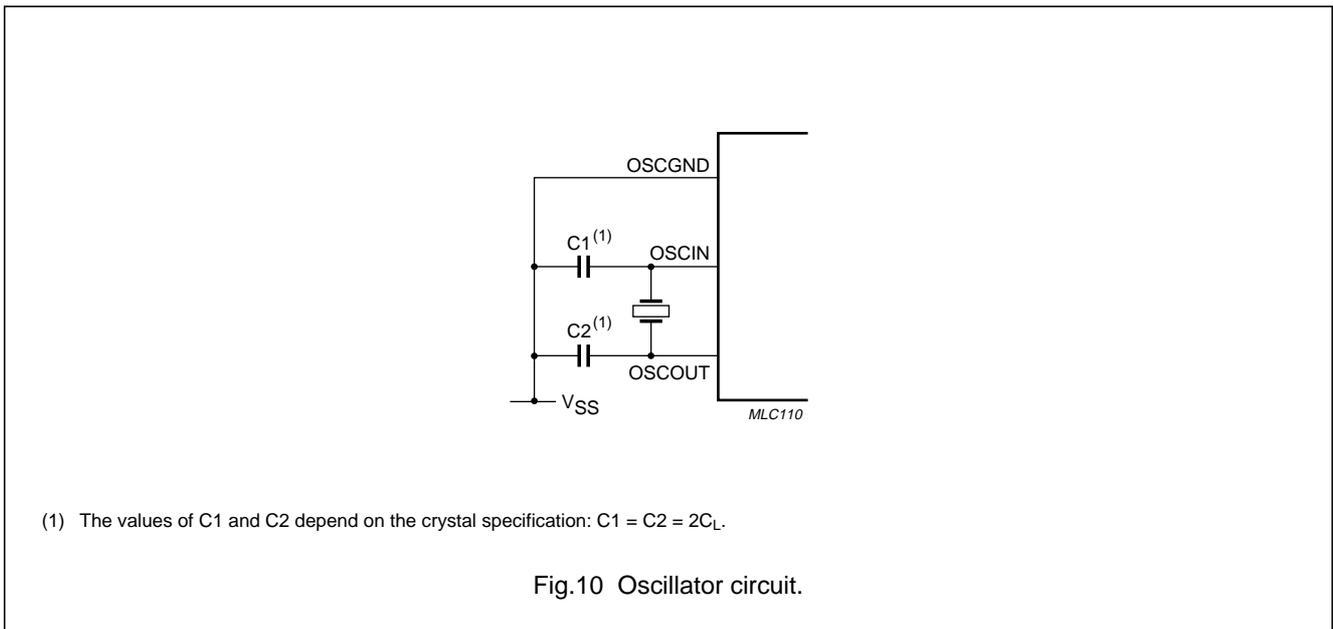 OSCGND
C1(1)
OSCIN
C2(1)
OSCOUT
VSS
MLC110
(1) The values of C1 and C2 depend on the crystal specification: C1 = C2 = 2CL.
Fig.10 Oscillator circuit.